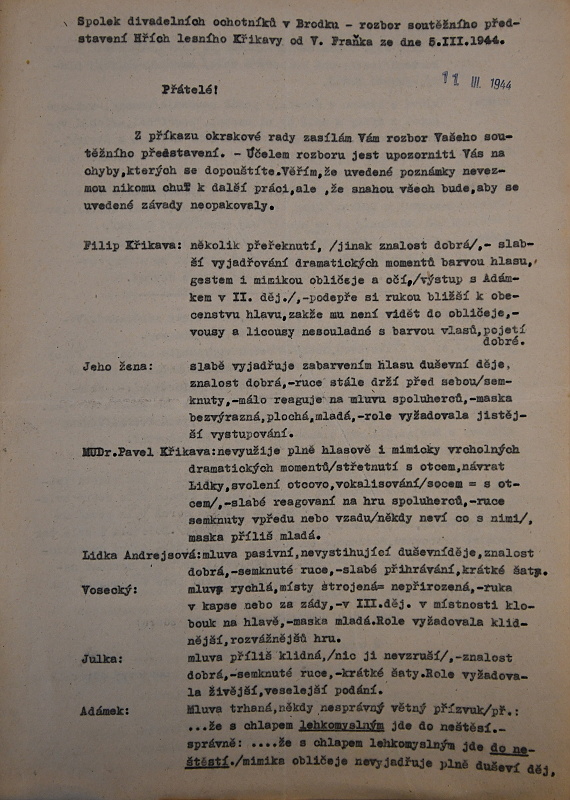 Spolek divadelních ochotníků v Brodku - rozbor soutěžního před-
stavení Hřích lesního Křikavy od V. Fraňka ze dne 5.III.1944.
11 III. 1944
Přátelé!
Z příkazu okrskové rady zasílám Vám rozbor Vašeho sou-
těžního představení. - Účelem rozboru jest upozorniti Vás na
chyby,kterých se dopouštíte.Věřím,že uvedené poznámky nevez-
mou nikomu chuť k další práci,ale ,že snahou všech bude,aby se
uvedené závady neopakovaly.
Filip Křikava: několik přeřeknutí, /jinak znalost dobrá/,- slab-
ší vyjadřování dramatických momentů barvou hlasu,
gestem i mimikou obličeje a očí,/výstup s Adám-
kem v II. děj./,-podepře si rukou bližší k obe-
censtvu hlavu,zakže mu není vidět do obličeje,-
vousy a licousy nesouladné s barvou vlasů,pojetí
dobré.
Jeho žena: slabě vyjadřuje zabarvením hlasu duševní děje,
znalost dobrá,-ruce stále drží před sebou/sem-
knuty,-málo reaguje na mluvu spoluherců,-maska
bezvýrazná,plochá,mladá,-role vyžadovala jistěj-
ší vystupování.
MUDr.Pavel Křikava:nevyužije plně hlasově i mimicky vrcholných
dramatických momentů/střetnutí s otcem,návrat
Lidky,svolení otcovo,vokalisování/socem = s ot-
cem/,-slabé reagovaní na hru spoluherců,-ruce
semknuty vpředu nebo vzadu/někdy neví co s nimi/,
maska příliš mladá.
Lidka Andrejsová:mluva pasivní,nevystihující duševníděje,znalost
dobrá,-semknuté ruce,-slabé přihrávání,krátké šaty.
Vosecký: mluva rychlá,místy strojená= nepřirozená,-ruka
v kapse nebo za zády,-v III.děj. v místnosti klo-
bouk na hlavě,-maska mladá.Role vyžadovala klid-
nější,rozvážnějšů hru.
Julka: mluva příliš klidná,/nic ji nevzruší/,-znalost
dobrá,-semknuté ruce,-krátké šaty.Role vyžadova-
la živější,veselejší podání.
Adámek: Mluva trhaná,někdy nesprávný větný přízvuk/př.:
...že s chlapem lehkomyslným jde do neštěsí.-
správně: ....že s chlapem lehkomyslným jde do ne-
štěstí./mimika obličeje nevyjadřuje plně duševí děj,